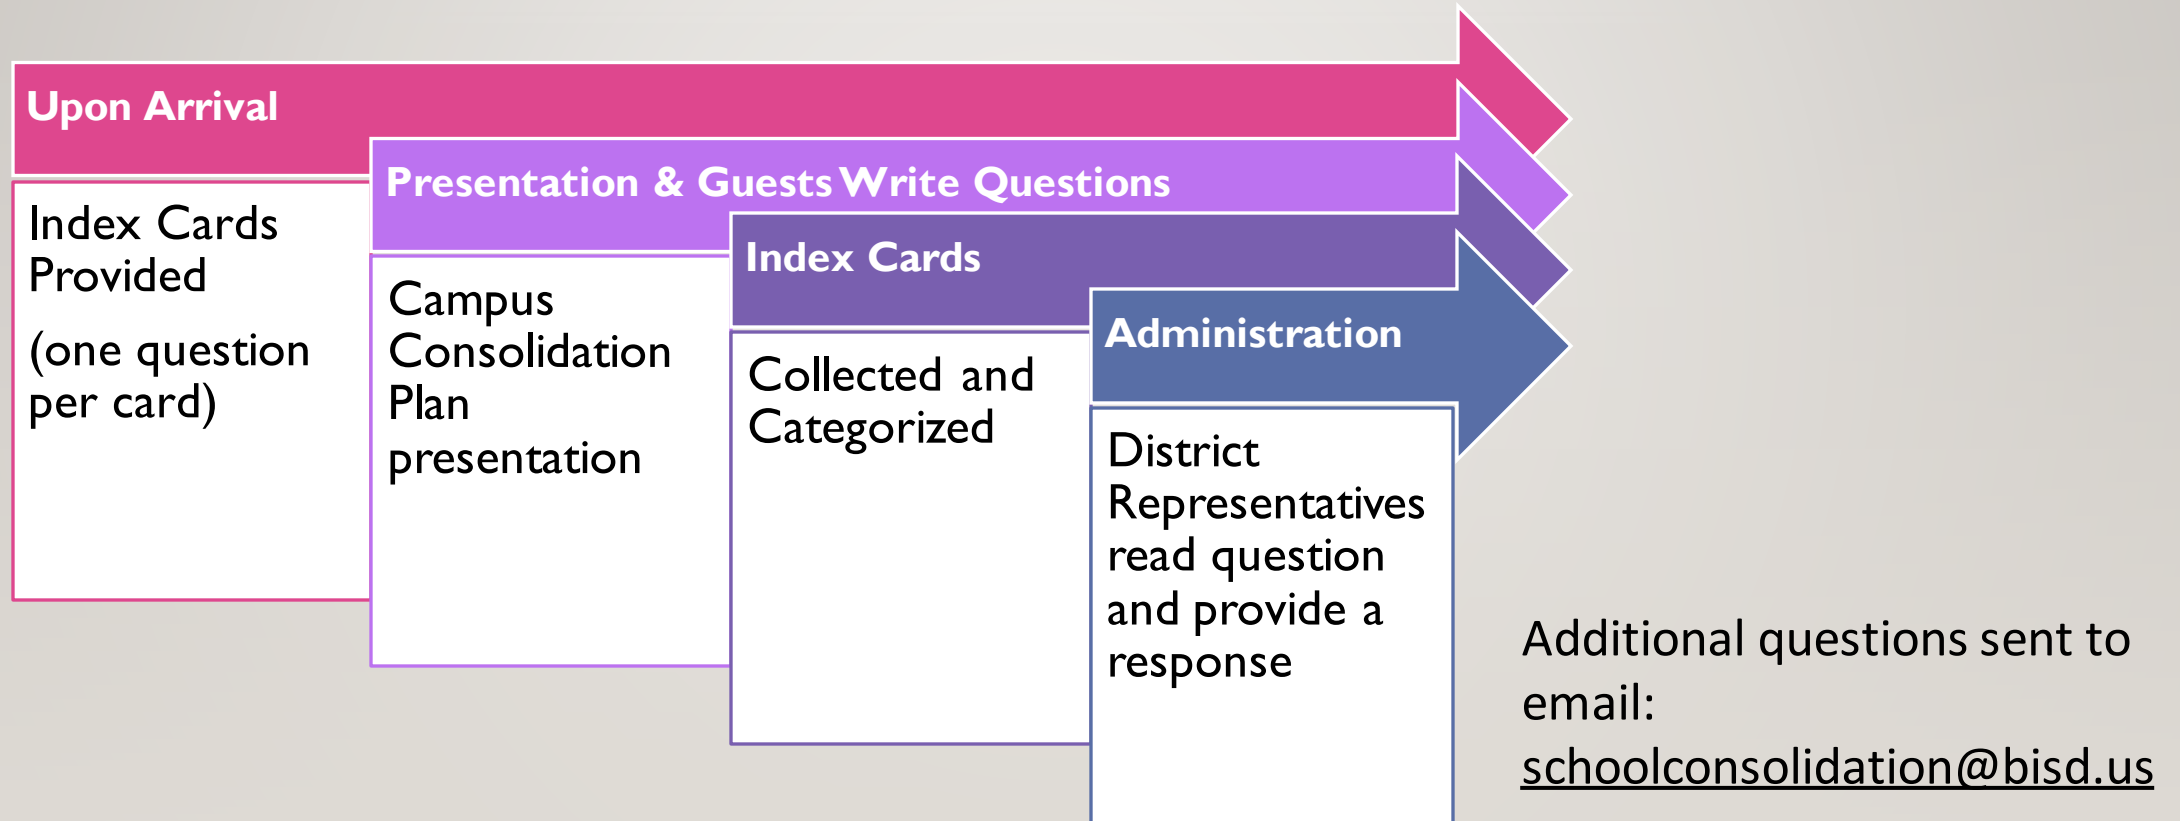 Upon Arrival
Index Cards
Provided
(one question
per card)
Presentation & Guests Write Questions
Campus
Consolidation
Plan
presentation
Index Cards
Collected and
Categorized
Administration
District
Representatives
read question
and provide a
response
Additional questions sent to
email:
schoolconsolidation@bisd.us